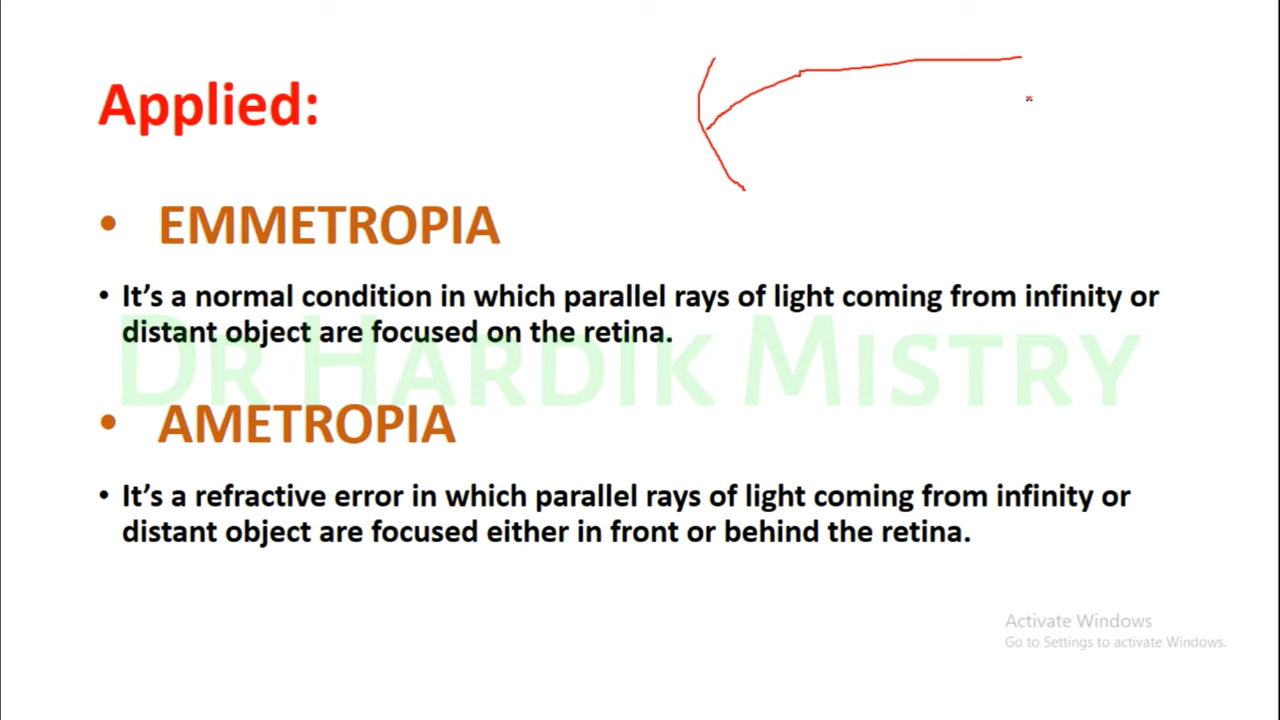 Applied:
• EMMETROPIA
• It’s a normal condition in which parallel rays of light coming from infinity or
distant object are focused on the retina.
DR HARDIK MISTRY
• AMETROPIA
• It’s a refractive error in which parallel rays of light coming from infinity or
distant object are focused either in front or behind the retina.
Activate Windows
Go to Settings to activate Windows.